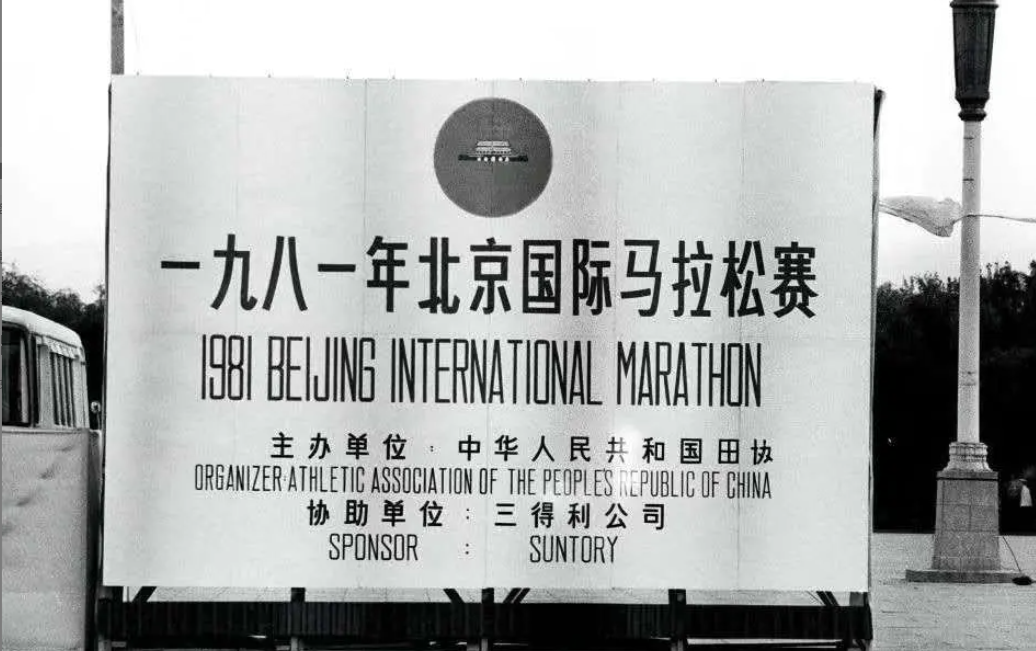 一九八一年北京国际马拉松赛
1981 BEIJING INTERNATIONAL MARATHON
主办单位：中华人民共和国田协
ORGANIZER:ATHLETIC ASSOCIATION OF THE PEOPLE'S REPUBLIC OF CHINA
协助单位：三得利公司
SPONSOR : SUNTORY